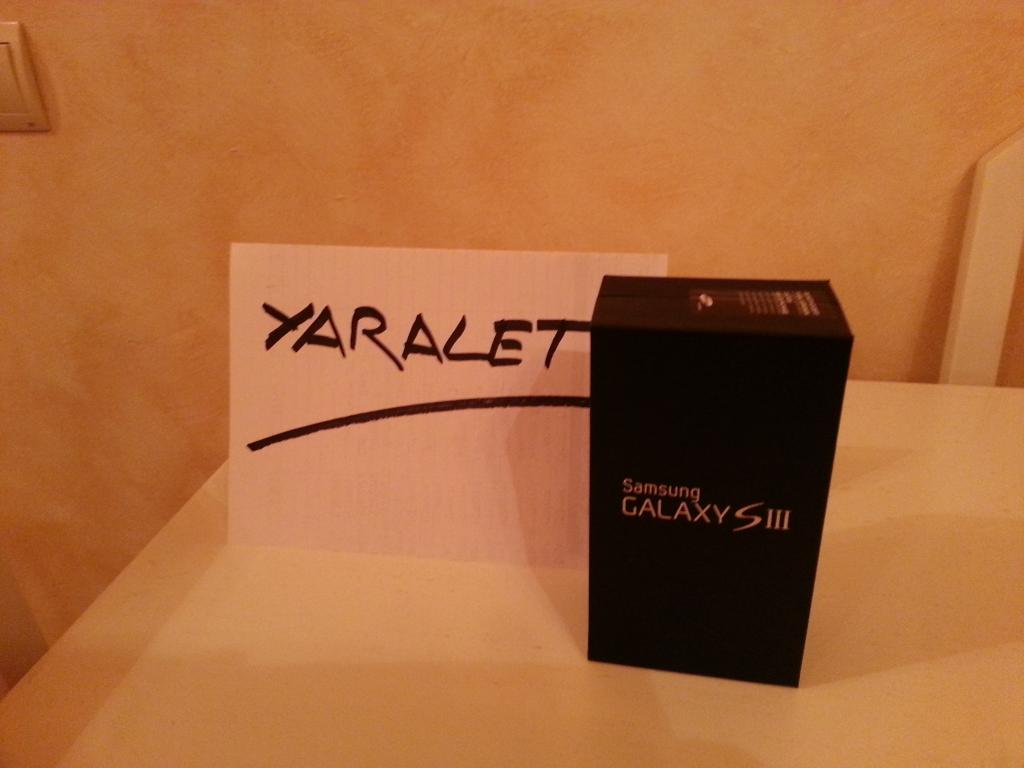 YARALET
Samsung
GALAXY S III